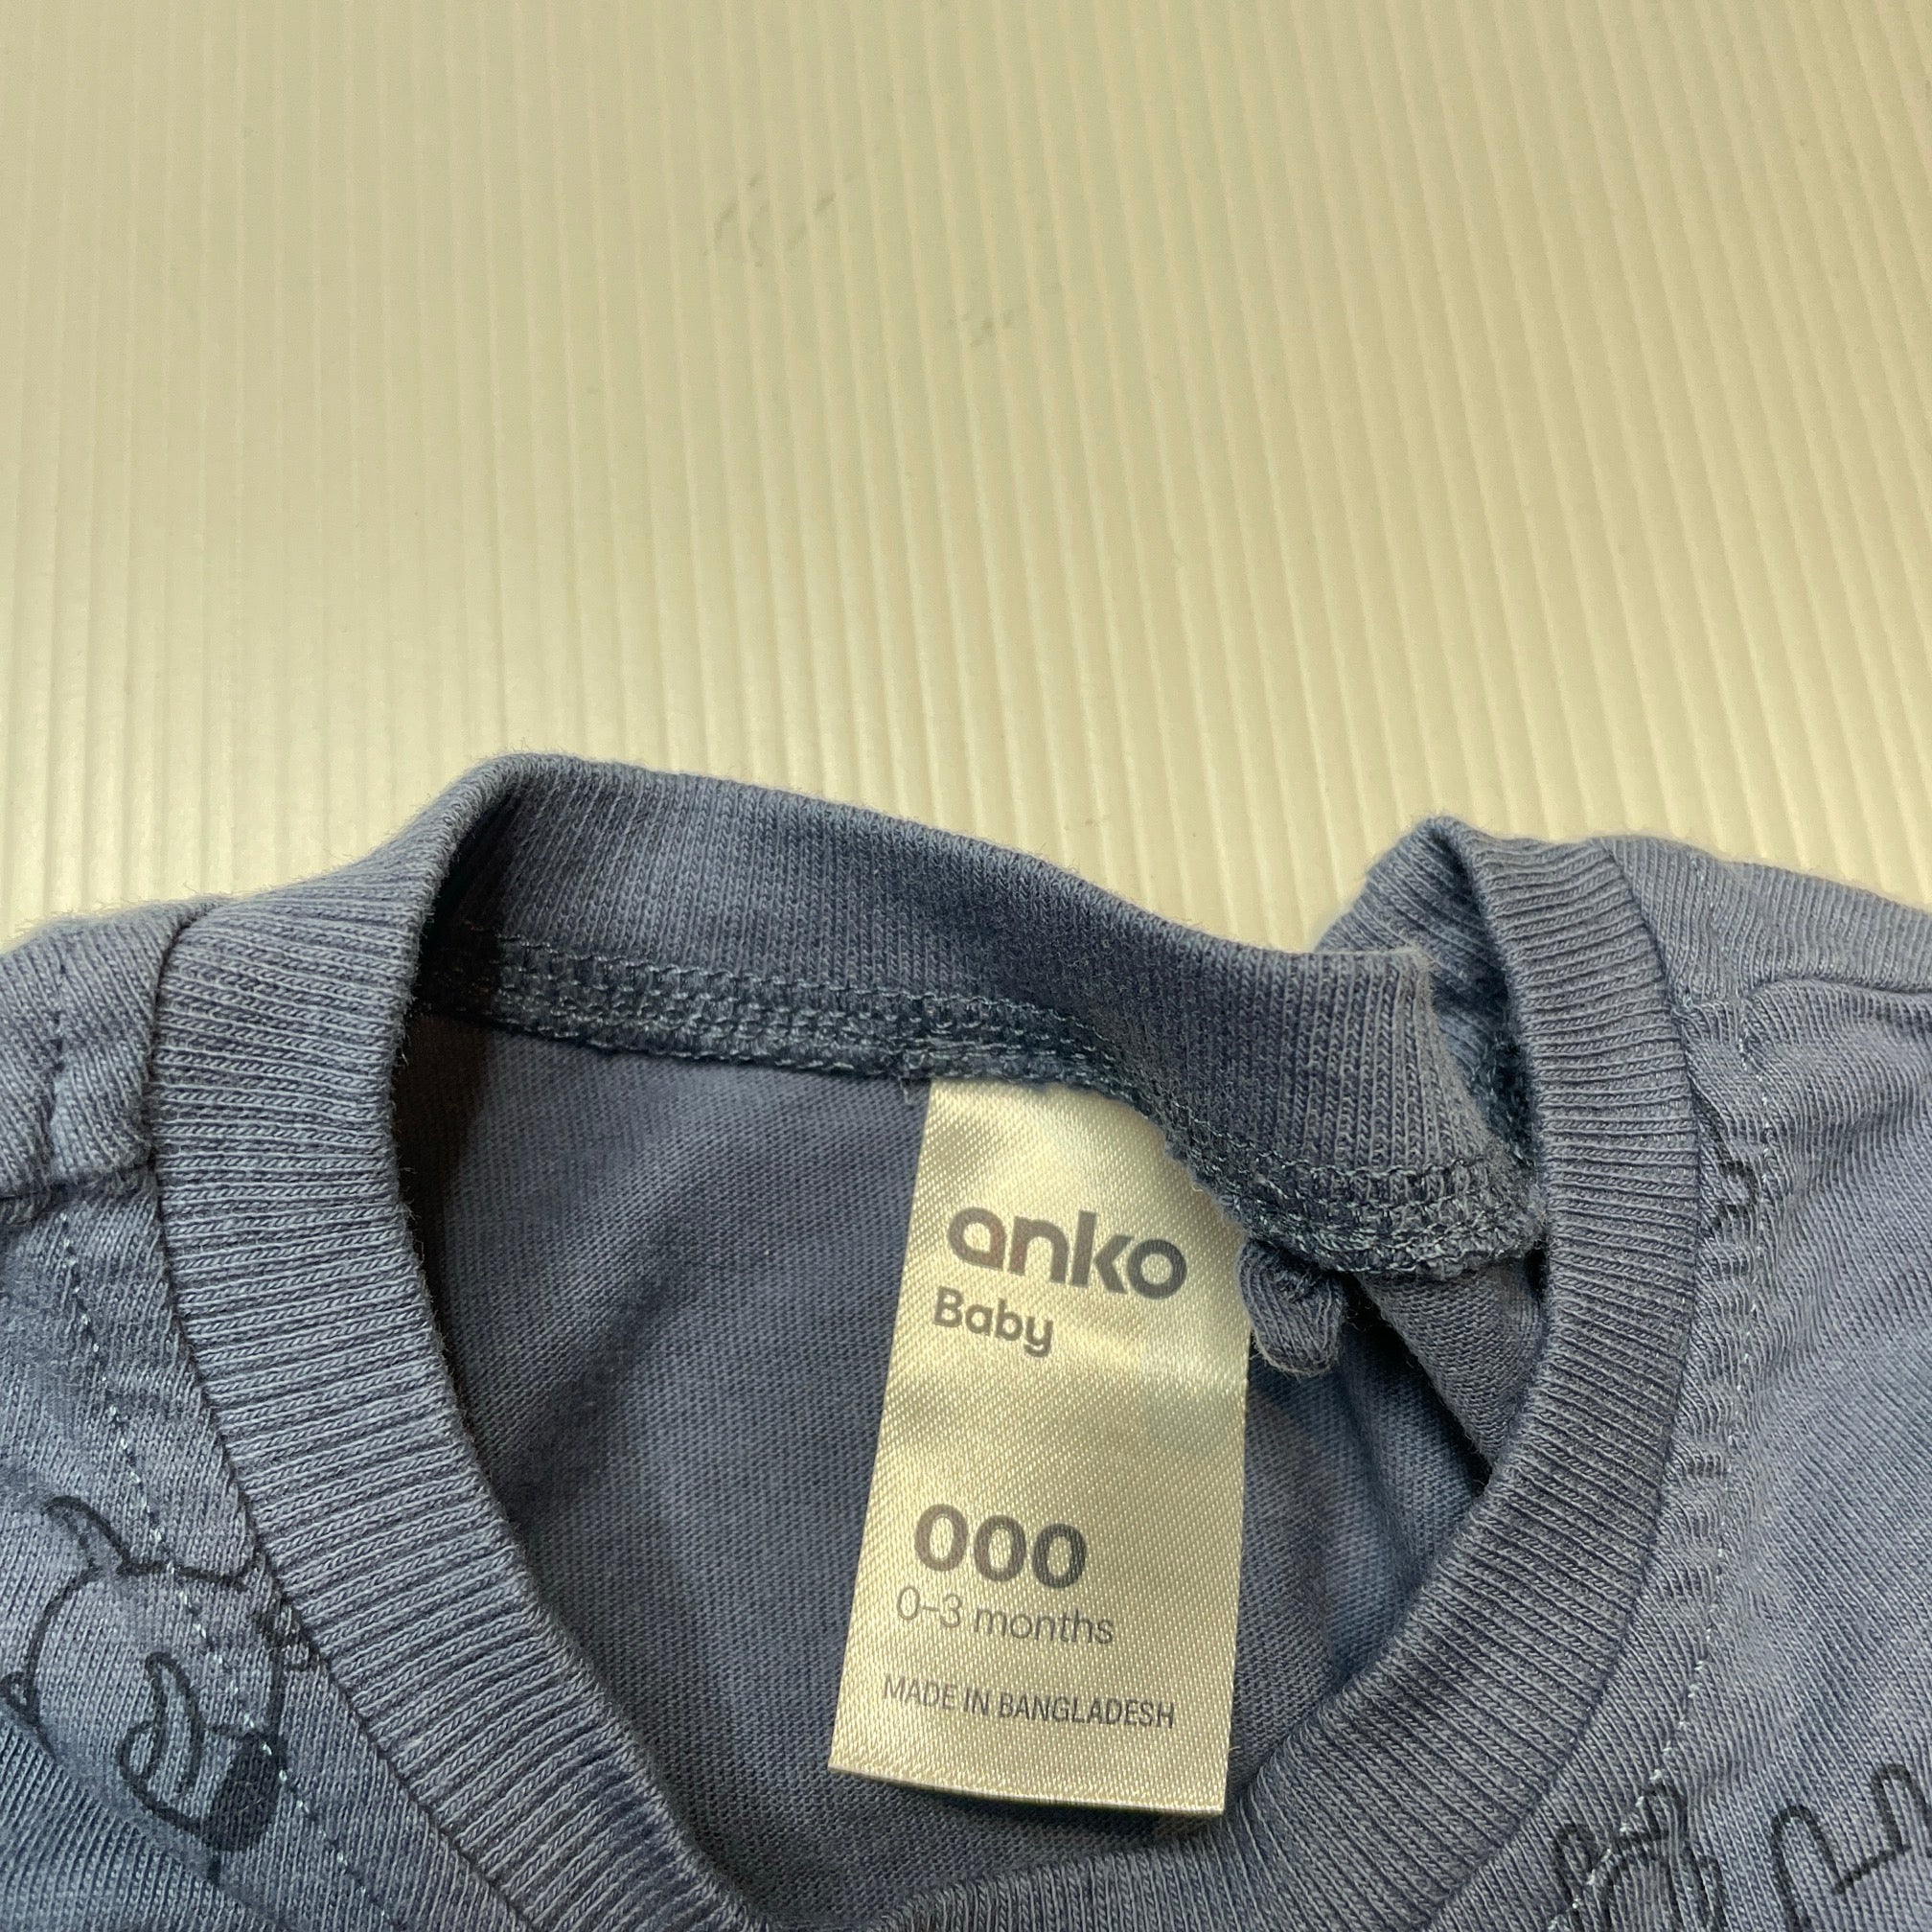 anko
Baby
000
0-3 months
MADE IN BANGLADESH